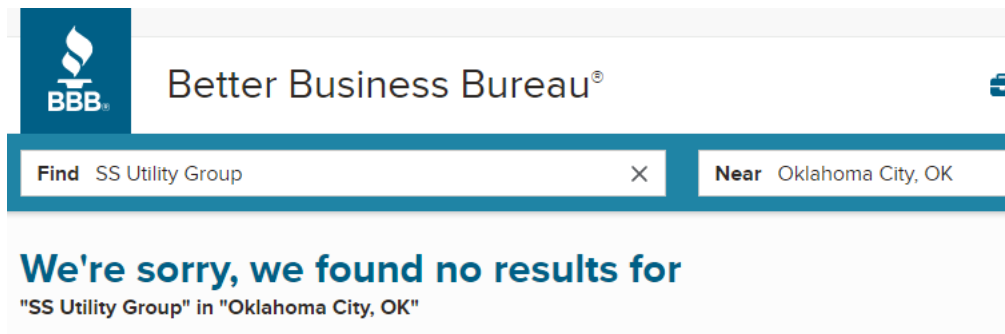 BBB®
Better Business Bureau®
Find SS Utility Group
Near Oklahoma City, OK
We're sorry, we found no results for
"SS Utility Group" in "Oklahoma City, OK"